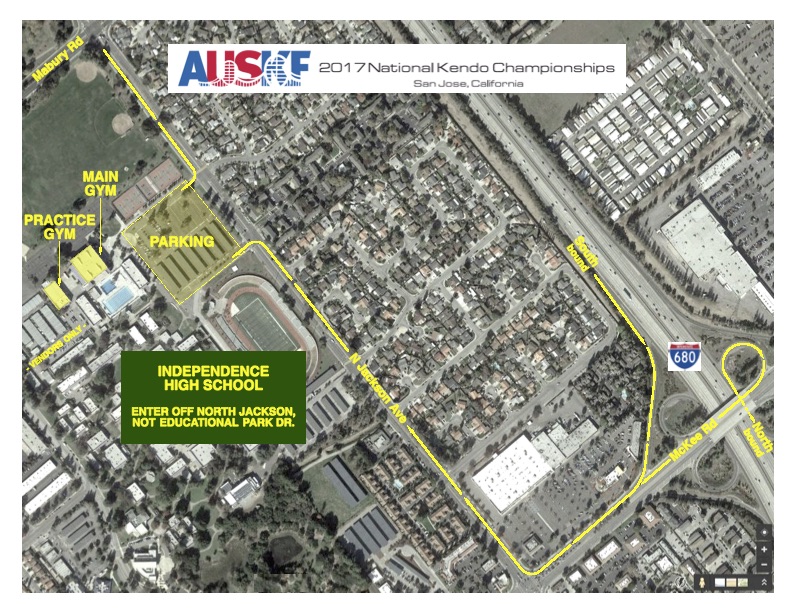 Mabury Rd
AUSKF
2017 National Kendo Championships
San Jose, California
MAIN
GYM
PRACTICE
GYM
PARKING
South
bound
680
VENDORS ONLY
INDEPENDENCE
HIGH SCHOOL
ENTER OFF NORTH JACKSON,
NOT EDUCATIONAL PARK DR.
N Jackson Ave
McKee Rd
North
bound